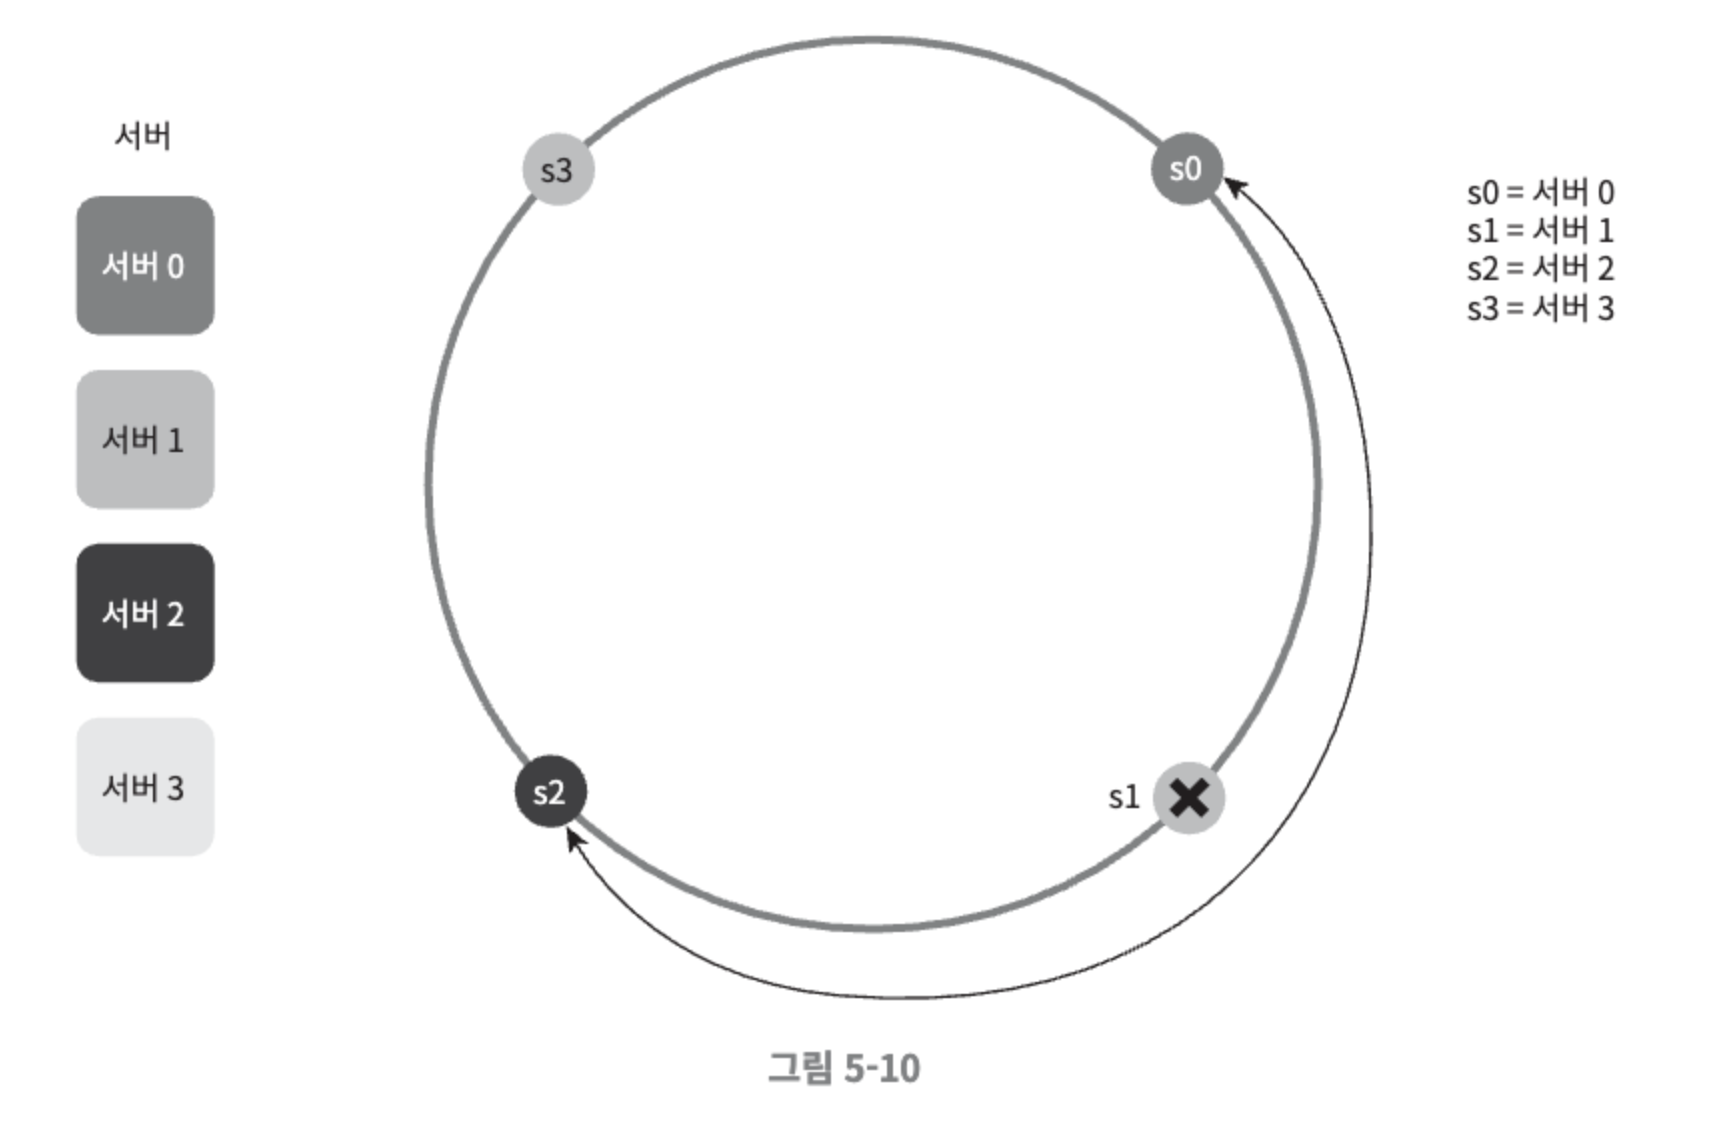 서버
서버 0
서버 1
서버 2
서버 3
s3
s0
s2
s1
s0 = 서버 0
s1 = 서버 1
s2 = 서버 2
s3 = 서버 3
그림 5-10